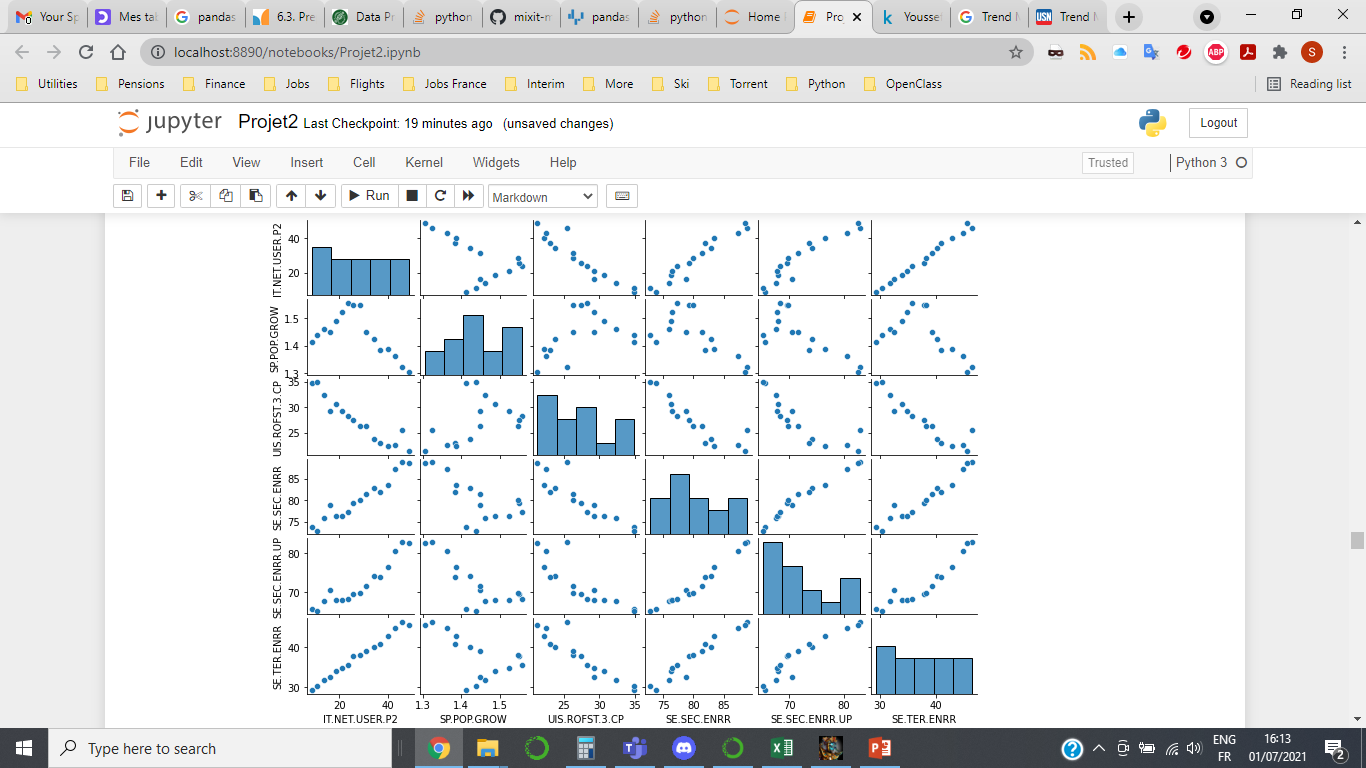 Your Sp
Mes tab
pandas
6.3. Pre
Data Pr
python
mixit-m
pandas
python
Home
Proj
Yousse
Trend M
USN
Trend M
S
localhost:8890/notebooks/Projet2.ipynb
ABP
S
Utilities
Pensions
Finance
Jobs
Flights
Jobs France
Interim
More
Ski
Torrent
Python
OpenClass
Reading list
jupyter
Projet2 Last Checkpoint: 19 minutes ago (unsaved changes)
Logout
File
Edit
View
Insert
Cell
Kernel
Widgets
Help
Trusted
Python 3
Run
Markdown
IT.NET.USER.P2
40
20
SP.POP.GROW
1.5
1.4
1.3
UIS.ROFST.3.CP
35
30
25
SE.SEC.ENRR
85
80
75
SE.SEC.ENRR.UP
80
70
SE.TER.ENRR
40
30
20 40
1.3 1.4 1.5
25 30 35
75 80 85
70 80
30 40
IT.NET.USER.P2
SP.POP.GROW
UIS.ROFST.3.CP
SE.SEC.ENRR
SE.SEC.ENRR.UP
SE.TER.ENRR
Type here to search
ENG
FR
16:13
01/07/2021
2